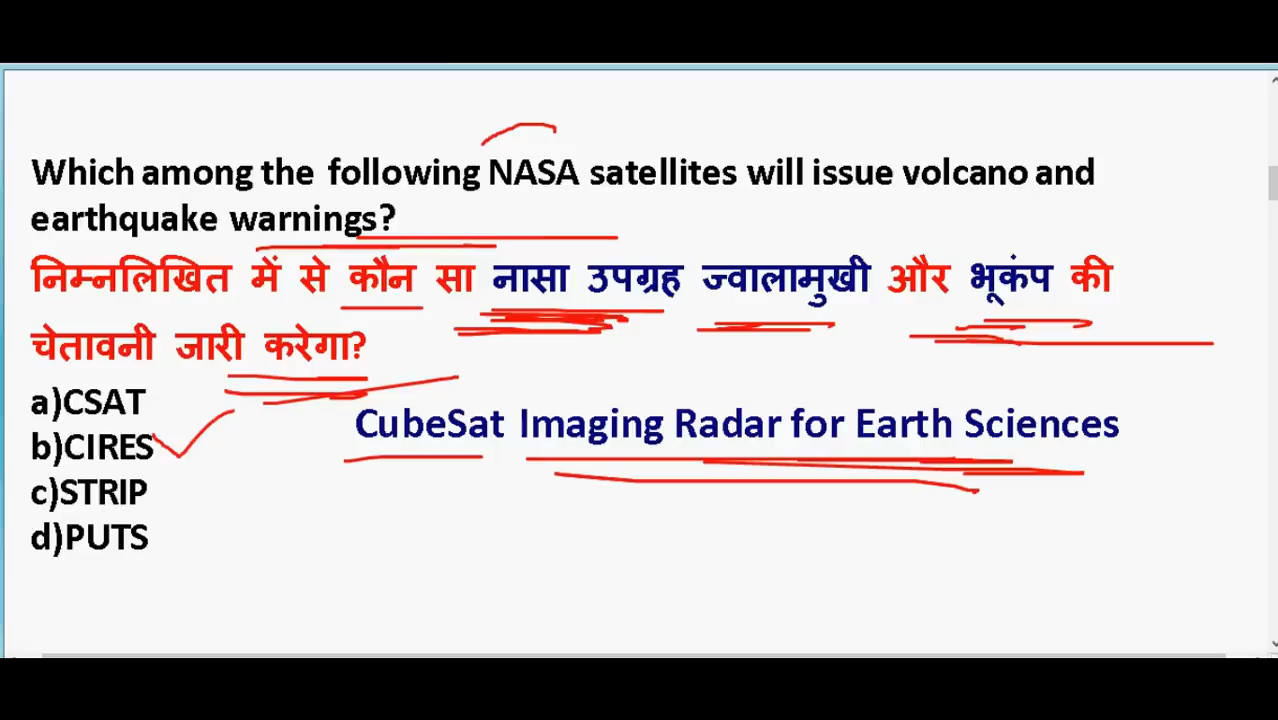 Which among the following NASA satellites will issue volcano and
earthquake warnings?
निम्नलिखित में से कौन सा नासा उपग्रह ज्वालामुखी और भूकंप की
चेतावनी जारी करेगा?
a)CSAT
CubeSat Imaging Radar for Earth Sciences
b)CIRES
c)STRIP
d)PUTS